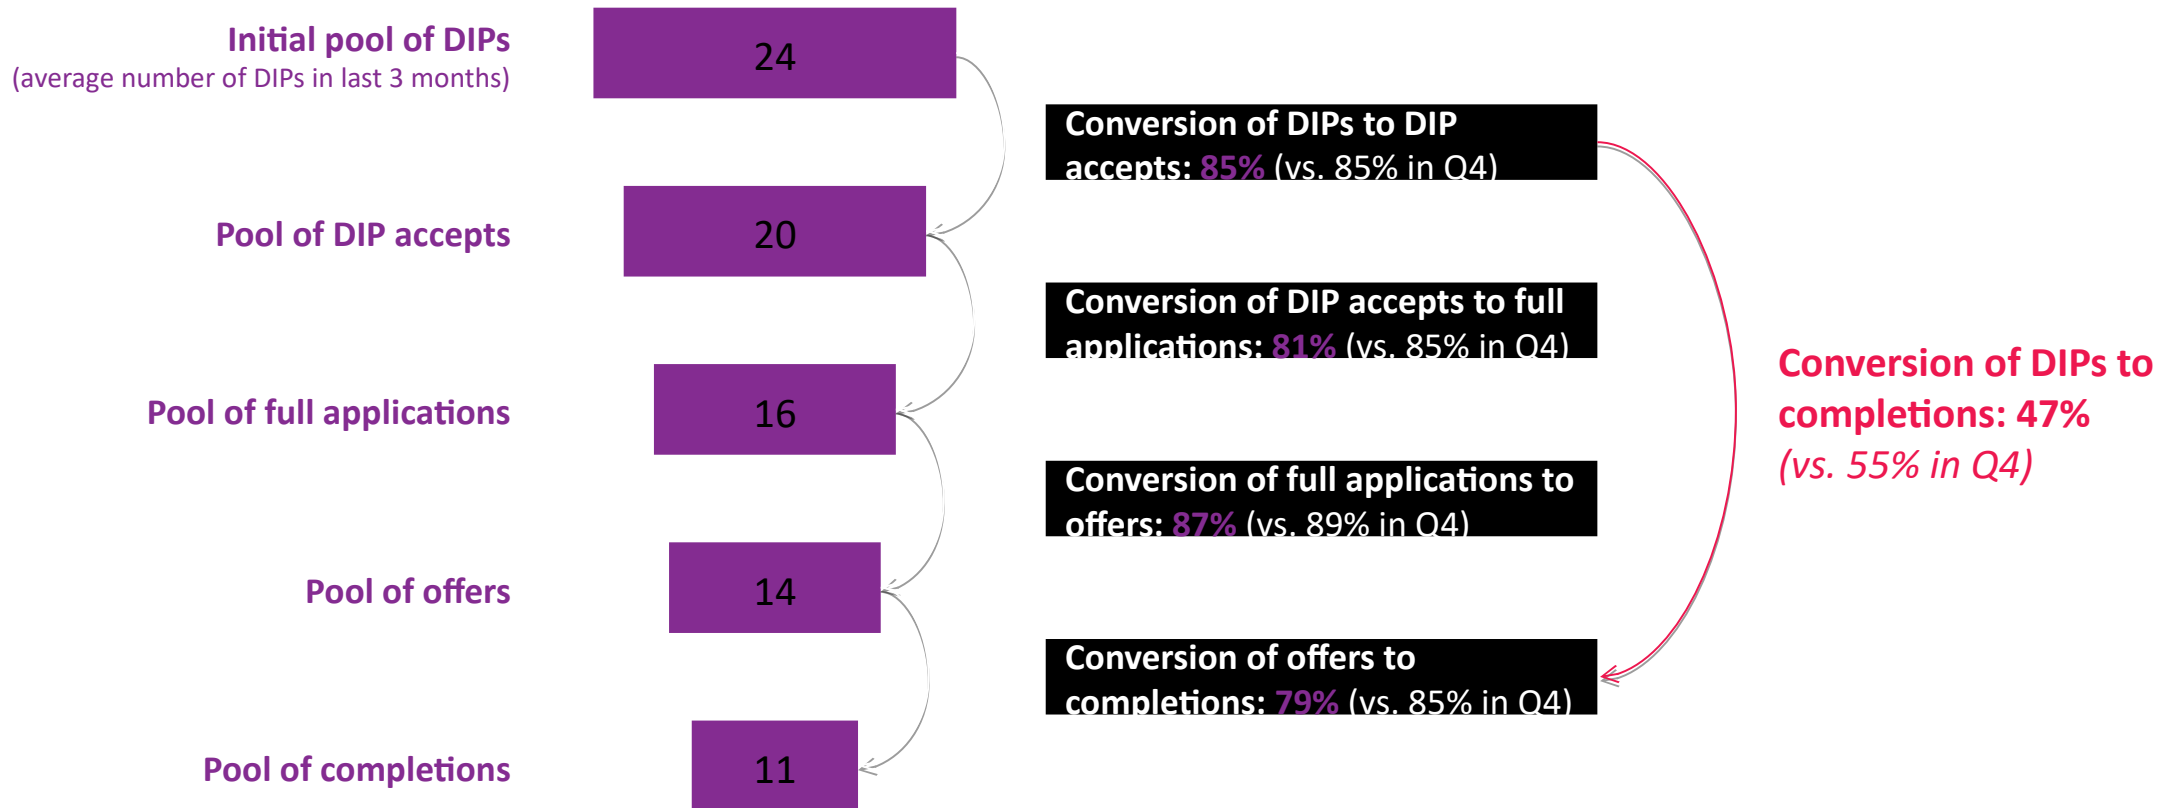 Initial pool of DIPs
(average number of DIPs in last 3 months)
24
Conversion of DIPs to DIP
accepts: 85% (vs. 85% in Q4)
Pool of DIP accepts
20
Conversion of DIP accepts to full
applications: 81% (vs. 85% in Q4)
Pool of full applications
16
Conversion of DIPs to
completions: 47%
(vs. 55% in Q4)
Conversion of full applications to
offers: 87% (vs. 89% in Q4)
Pool of offers
14
Conversion of offers to
completions: 79% (vs. 85% in Q4)
Pool of completions
11